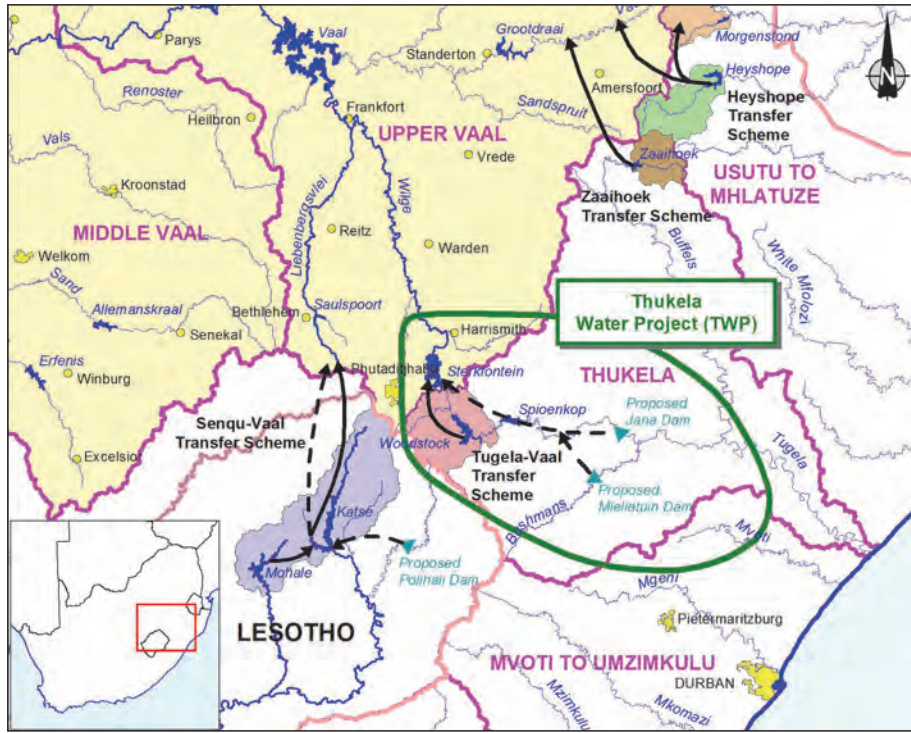 Parys
Vaal
Grootdraai
Va
Morgenstond
Standerton
Renoster
Amersfoort
Heyshope
N
Heilbron
Frankfort
Sandspruit
Heyshope
Transfer
Scheme
UPPER VAAL
Vals
Vrede
Zaaihoek
Kroonstad
USUTU TO
MHLATUZE
Zaaihoek
Transfer Scheme
Liebenbergsvlei
Wilge
Reitz
MIDDLE VAAL
Warden
Buffels
White Mfolozi
Welkom
Sand
Allemanskraal
Bethlehem
Saulspoort
Thukela
Water Project (TWP)
Senekal
Harrismith
Erfenis
Phutaditjhaba
Sterkfontein
THUKELA
Winburg
Senqu-Vaal
Transfer Scheme
Spioenkop
Proposed
Jana Dam
Woodstock
Tugela
Excelsio
Tugela-Vaal
Transfer
Scheme
Proposed
Mielietuin Dam
Katse
Bushmans
Mvoti
Mohale
Proposed
Polihali Dam
Mgeni
Pietermaritzburg
LESOTHO
MVOTI TO UMZIMKULU
DURBAN
Mzimkulu
Mkomazi